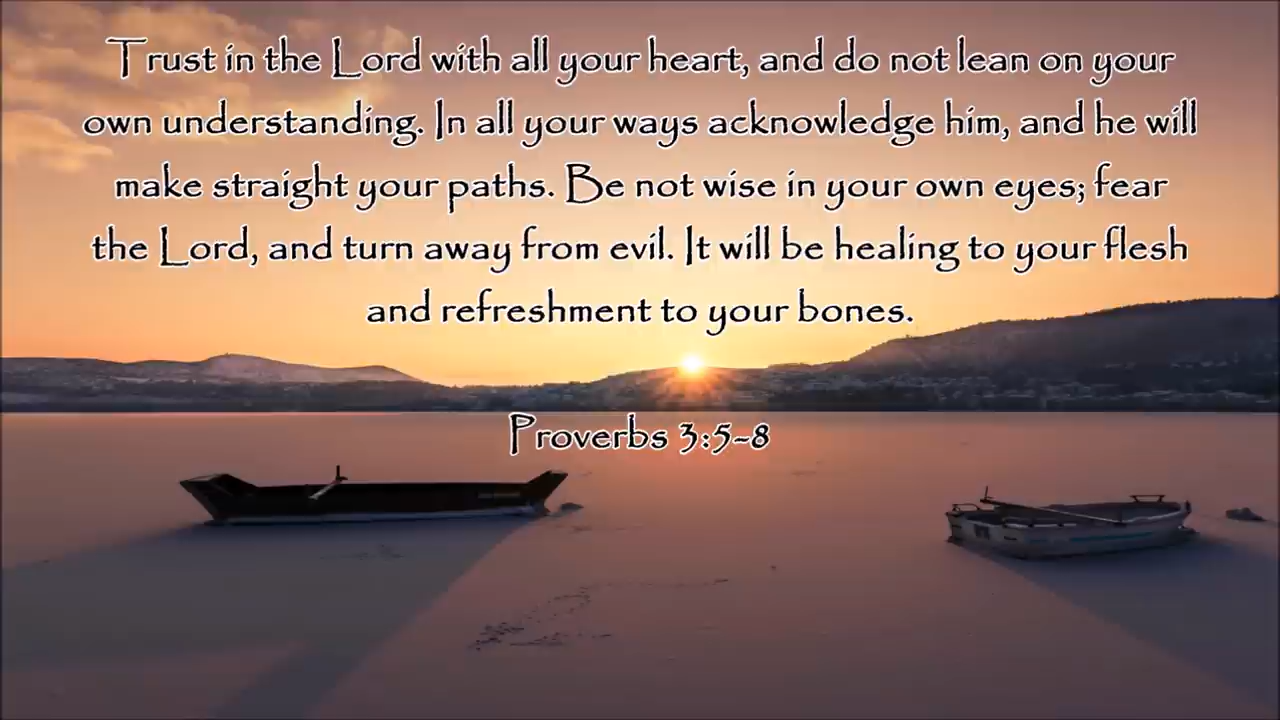 Trust in the Lord with all your heart, and do not lean on your
own understanding. In all your ways acknowledge him, and he will
make straight your paths. Be not wise in your own eyes; fear
the Lord, and turn away from evil. It will be healing to your flesh
and refreshment to your bones.
Proverbs 3:5-8